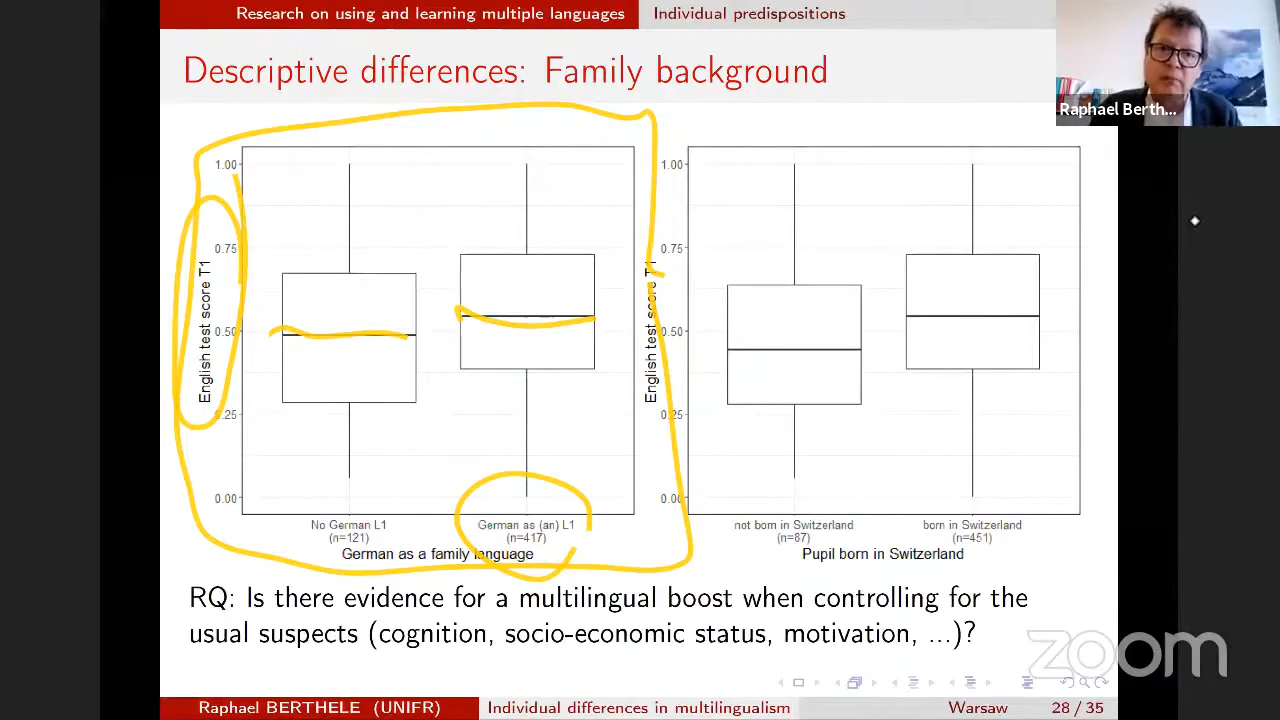 Research on using and learning multiple languages Individual predispositions
Descriptive differences: Family background
Raphael Berth...
1.00
0.75
0.50
0.25
0.00
English test score T1
No German L1
(n=121)
German as (an) L1
(n=417)
German as a family language
1.00
0.75
0.50
0.25
0.00
English test score T1
not born in Switzerland
(n=87)
born in Switzerland
(n=451)
Pupil born in Switzerland
RQ: Is there evidence for a multilingual boost when controlling for the
usual suspects (cognition, socio-economic status, motivation, ...)?
zoom
Raphael BERTHELE (UNIFR) Individual differences in multilingualism Warsaw 28 / 35